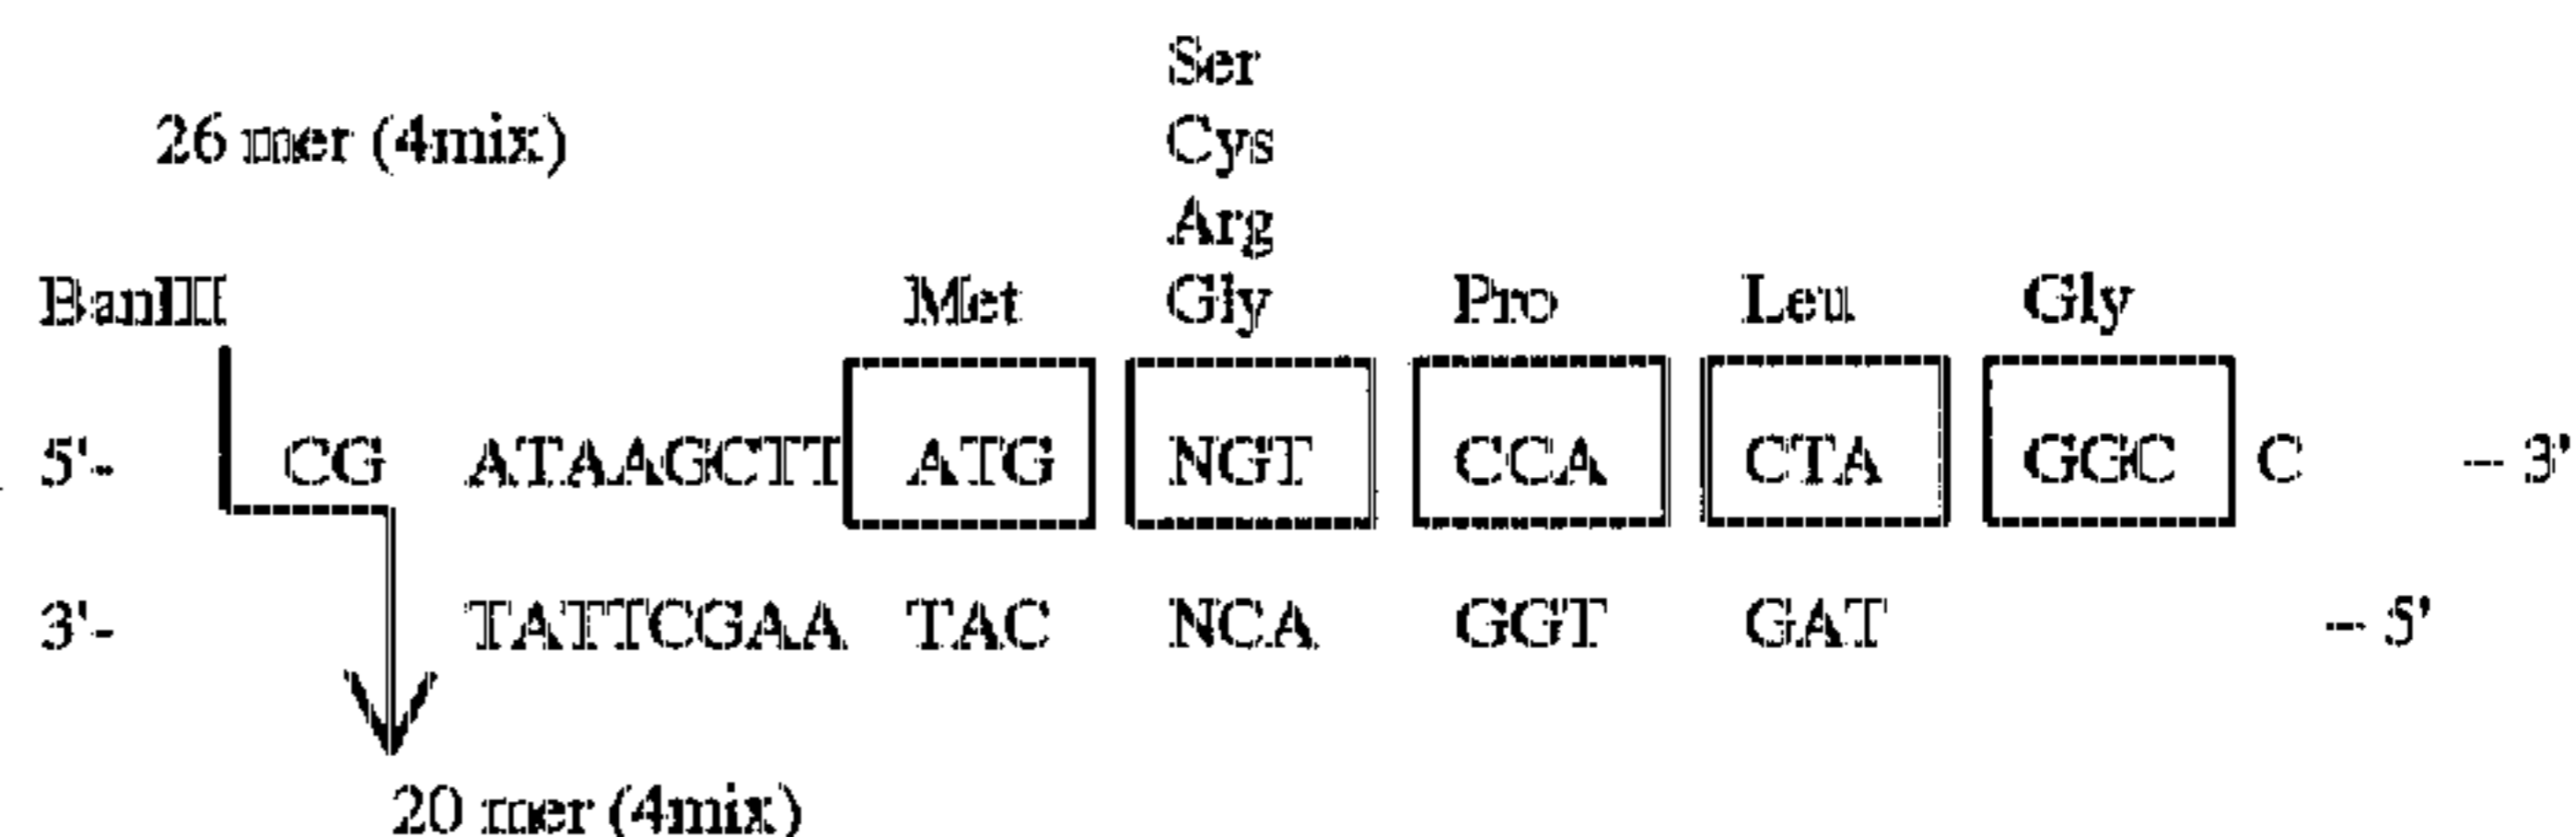 Ser
26 mer (4mix) Cys
Arg
BanIII Met Gly Pro Leu Gly
5'- CG ATAAGCTT ATG NGT CCA CTA GGC C -- 3'
3'- TATTCGAA TAC NCA GGT GAT -- 5'
20 mer (4mix)